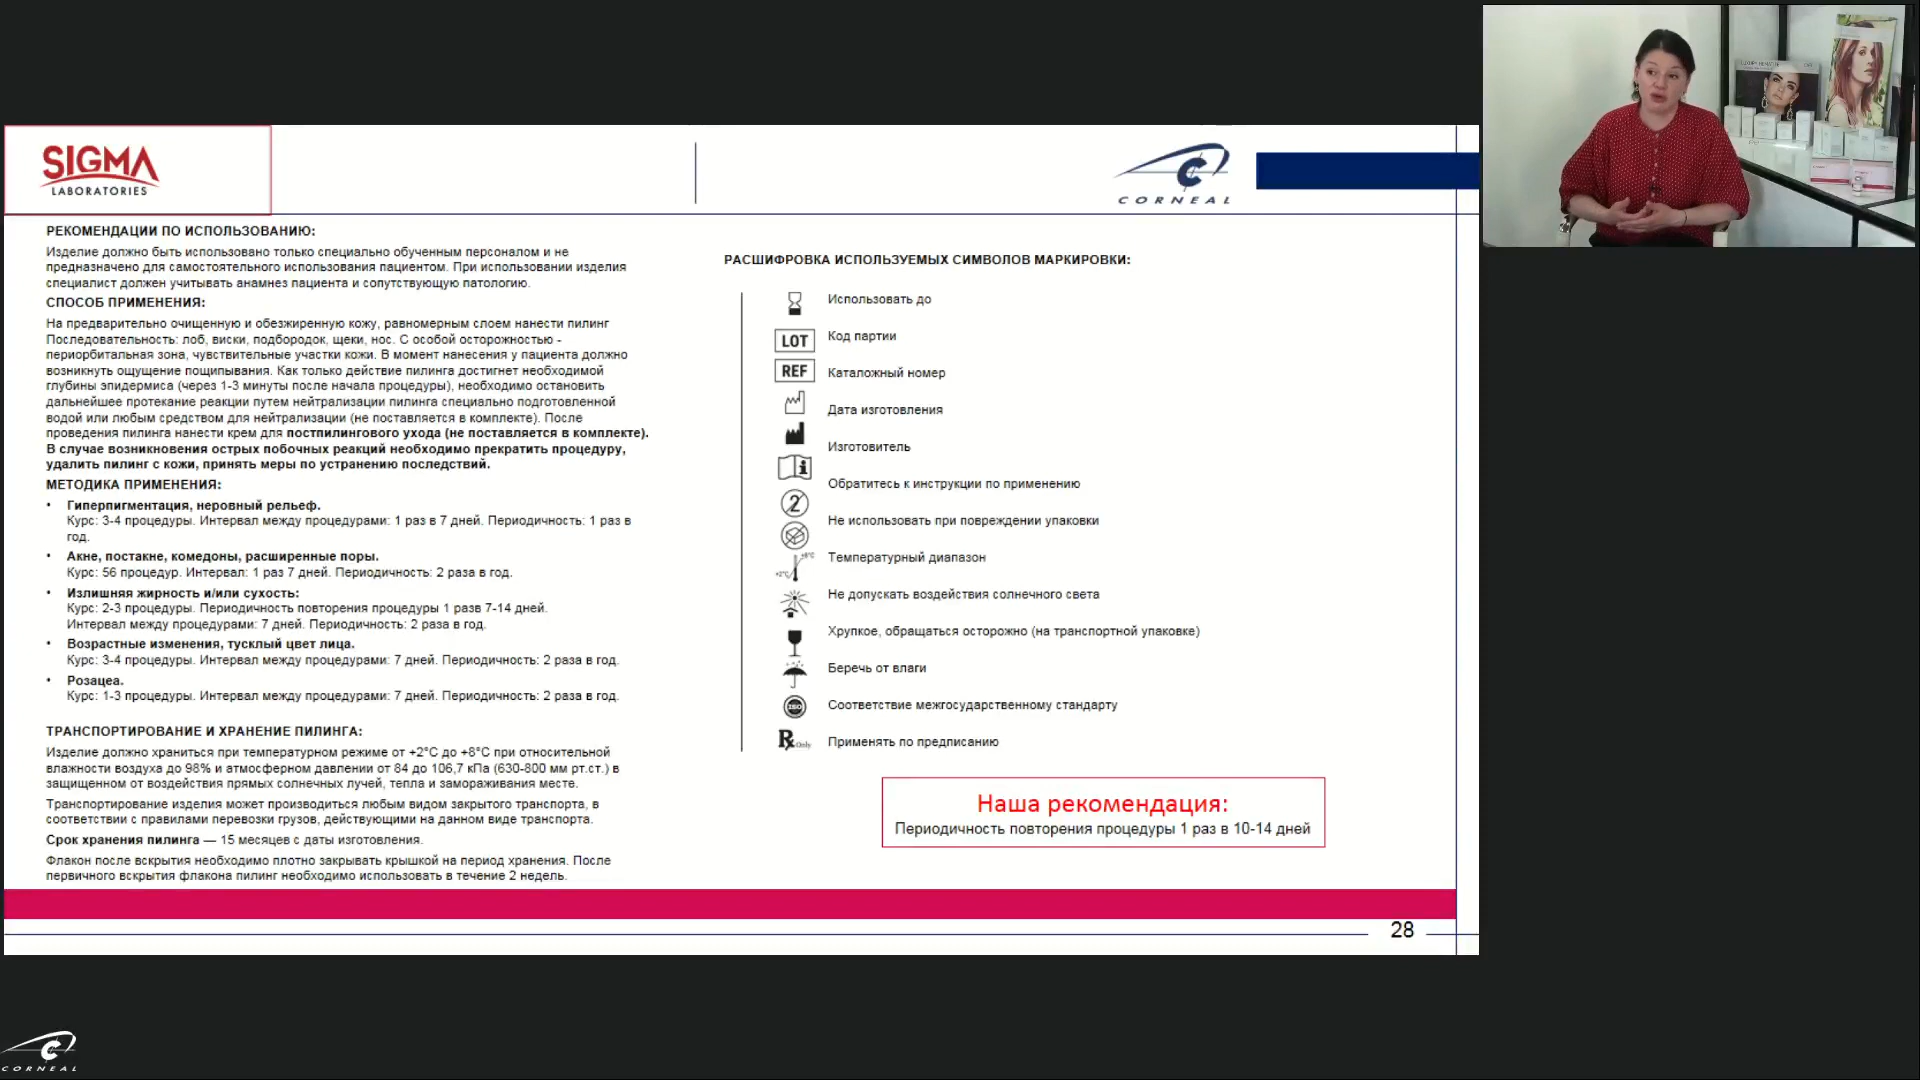 SIGMA
LABORATORIES
CORNEAL
РЕКОМЕНДАЦИИ ПО ИСПОЛЬЗОВАНИЮ:
Изделие должно быть использовано только специально обученным персоналом и не
предназначено для самостоятельного использования пациентом. При использовании изделия
специалист должен учитывать анамнез пациента и сопутствующую патологию.
СПОСОБ ПРИМЕНЕНИЯ:
На предварительно очищенную и обезжиренную кожу, равномерным слоем нанести пилинг
Последовательность: лоб, виски, подбородок, щеки, нос. С особой осторожностью -
периорбитальная зона, чувствительные участки кожи. В момент нанесения у пациента должно
возникнуть ощущение пощипывания. Как только действие пилинга достигнет необходимой
глубины эпидермиса (через 1-3 минуты после начала процедуры), необходимо остановить
дальнейшее протекание реакции путем нейтрализации пилинга специально подготовленной
водой или любым средством для нейтрализации (не поставляется в комплекте). После
проведения пилинга нанести крем для постпилингового ухода (не поставляется в комплекте).
В случае возникновения острых побочных реакций необходимо прекратить процедуру,
удалить пилинг с кожи, принять меры по устранению последствий.
МЕТОДИКА ПРИМЕНЕНИЯ:
• Гиперпигментация, неровный рельеф.
Курс: 3-4 процедуры. Интервал между процедурами: 1 раз в 7 дней. Периодичность: 1 раз в
год.
• Акне, постакне, комедоны, расширенные поры.
Курс: 56 процедур. Интервал: 1 раз 7 дней. Периодичность: 2 раза в год.
• Излишняя жирность и/или сухость:
Курс: 2-3 процедуры. Периодичность повторения процедуры 1 разв 7-14 дней.
Интервал между процедурами: 7 дней. Периодичность: 2 раза в год.
• Возрастные изменения, тусклый цвет лица.
Курс: 3-4 процедуры. Интервал между процедурами: 7 дней. Периодичность: 2 раза в год.
• Розацеа.
Курс: 1-3 процедуры. Интервал между процедурами: 7 дней. Периодичность: 2 раза в год.
ТРАНСПОРТИРОВАНИЕ И ХРАНЕНИЕ ПИЛИНГА:
Изделие должно храниться при температурном режиме от +2°C до +8°C при относительной
влажности воздуха до 98% и атмосферном давлении от 84 до 106,7 кПа (630-800 мм рт.ст.) в
защищенном от воздействия прямых солнечных лучей, тепла и замораживания месте.
Транспортирование изделия может производиться любым видом закрытого транспорта, в
соответствии с правилами перевозки грузов, действующими на данном виде транспорта.
Срок хранения пилинга — 15 месяцев с даты изготовления.
Флакон после вскрытия необходимо плотно закрывать крышкой на период хранения. После
первичного вскрытия флакона пилинг необходимо использовать в течение 2 недель.
РАСШИФРОВКА ИСПОЛЬЗУЕМЫХ СИМВОЛОВ МАРКИРОВКИ:
Использовать до
LOT Код партии
REF Каталожный номер
Дата изготовления
Изготовитель
i Обратитесь к инструкции по применению
2 Не использовать при повреждении упаковки
+2°C +8°C Температурный диапазон
Не допускать воздействия солнечного света
Хрупкое, обращаться осторожно (на транспортной упаковке)
Беречь от влаги
ISO Соответствие межгосударственному стандарту
Rx Only Применять по предписанию
Наша рекомендация:
Периодичность повторения процедуры 1 раз в 10-14 дней
28
CORNEAL